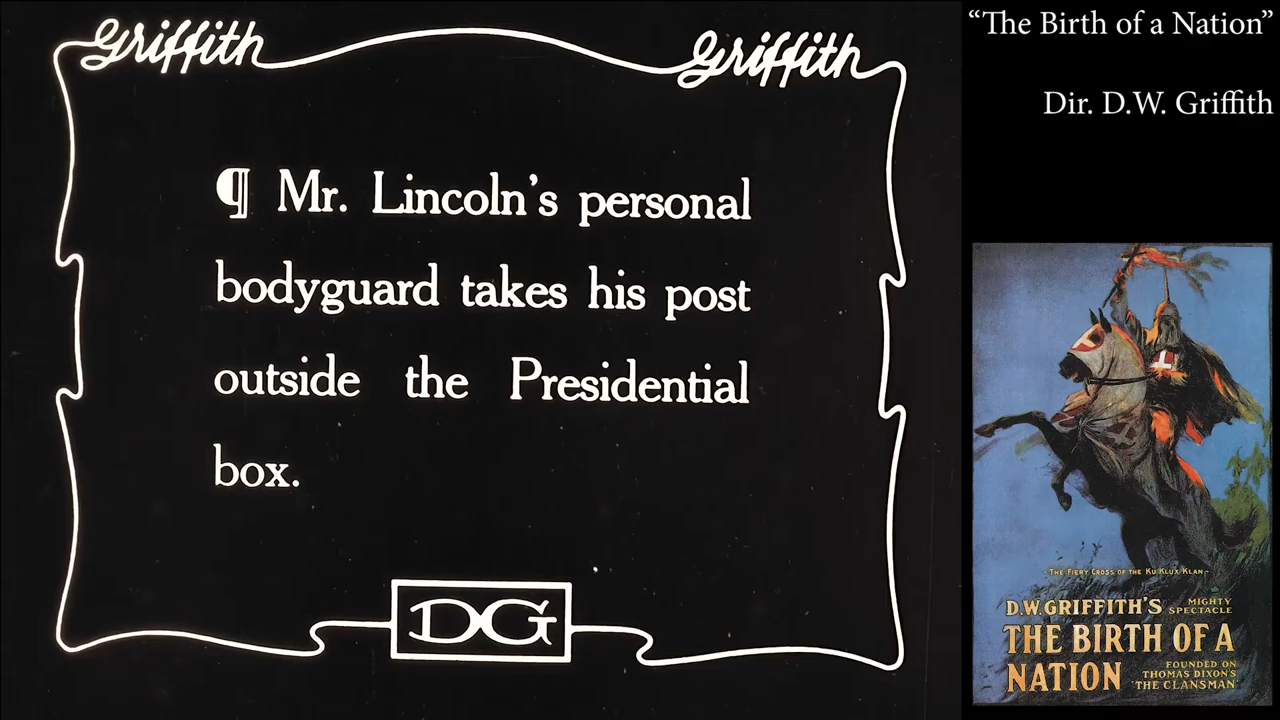 Griffith
Griffith
¶ Mr. Lincoln's personal
bodyguard takes his post
outside the Presidential
box.
DG
“The Birth of a Nation”
Dir. D.W. Griffith
-The Fiery Cross of the Ku Klux Klan-
D.W. GRIFFITH'S MIGHTY SPECTACLE
THE BIRTH OF A
NATION
FOUNDED ON
THOMAS DIXON'S
'THE CLANSMAN'